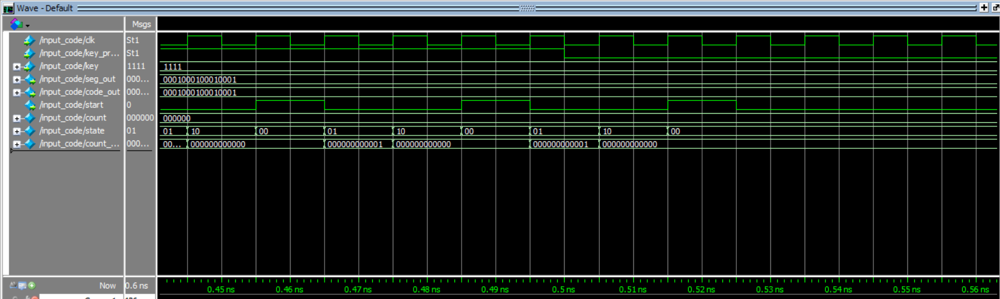 Wave - Default
Msgs
/input_code/clk St1
/input_code/key_pr... St1
/input_code/key 1111 1111
/input_code/seg_out 000... 0001000100010001
/input_code/code_out 000... 0001000100010001
/input_code/start 0
/input_code/count 000000 000000
/input_code/state 01 01 10 00 01 10 00 01 10 00
/input_code/count_... 000... 00... 000000000000 000000000001 000000000000 000000000001 000000000000
Now 0.6 ns 0.45 ns 0.46 ns 0.47 ns 0.48 ns 0.49 ns 0.5 ns 0.51 ns 0.52 ns 0.53 ns 0.54 ns 0.55 ns 0.56 ns